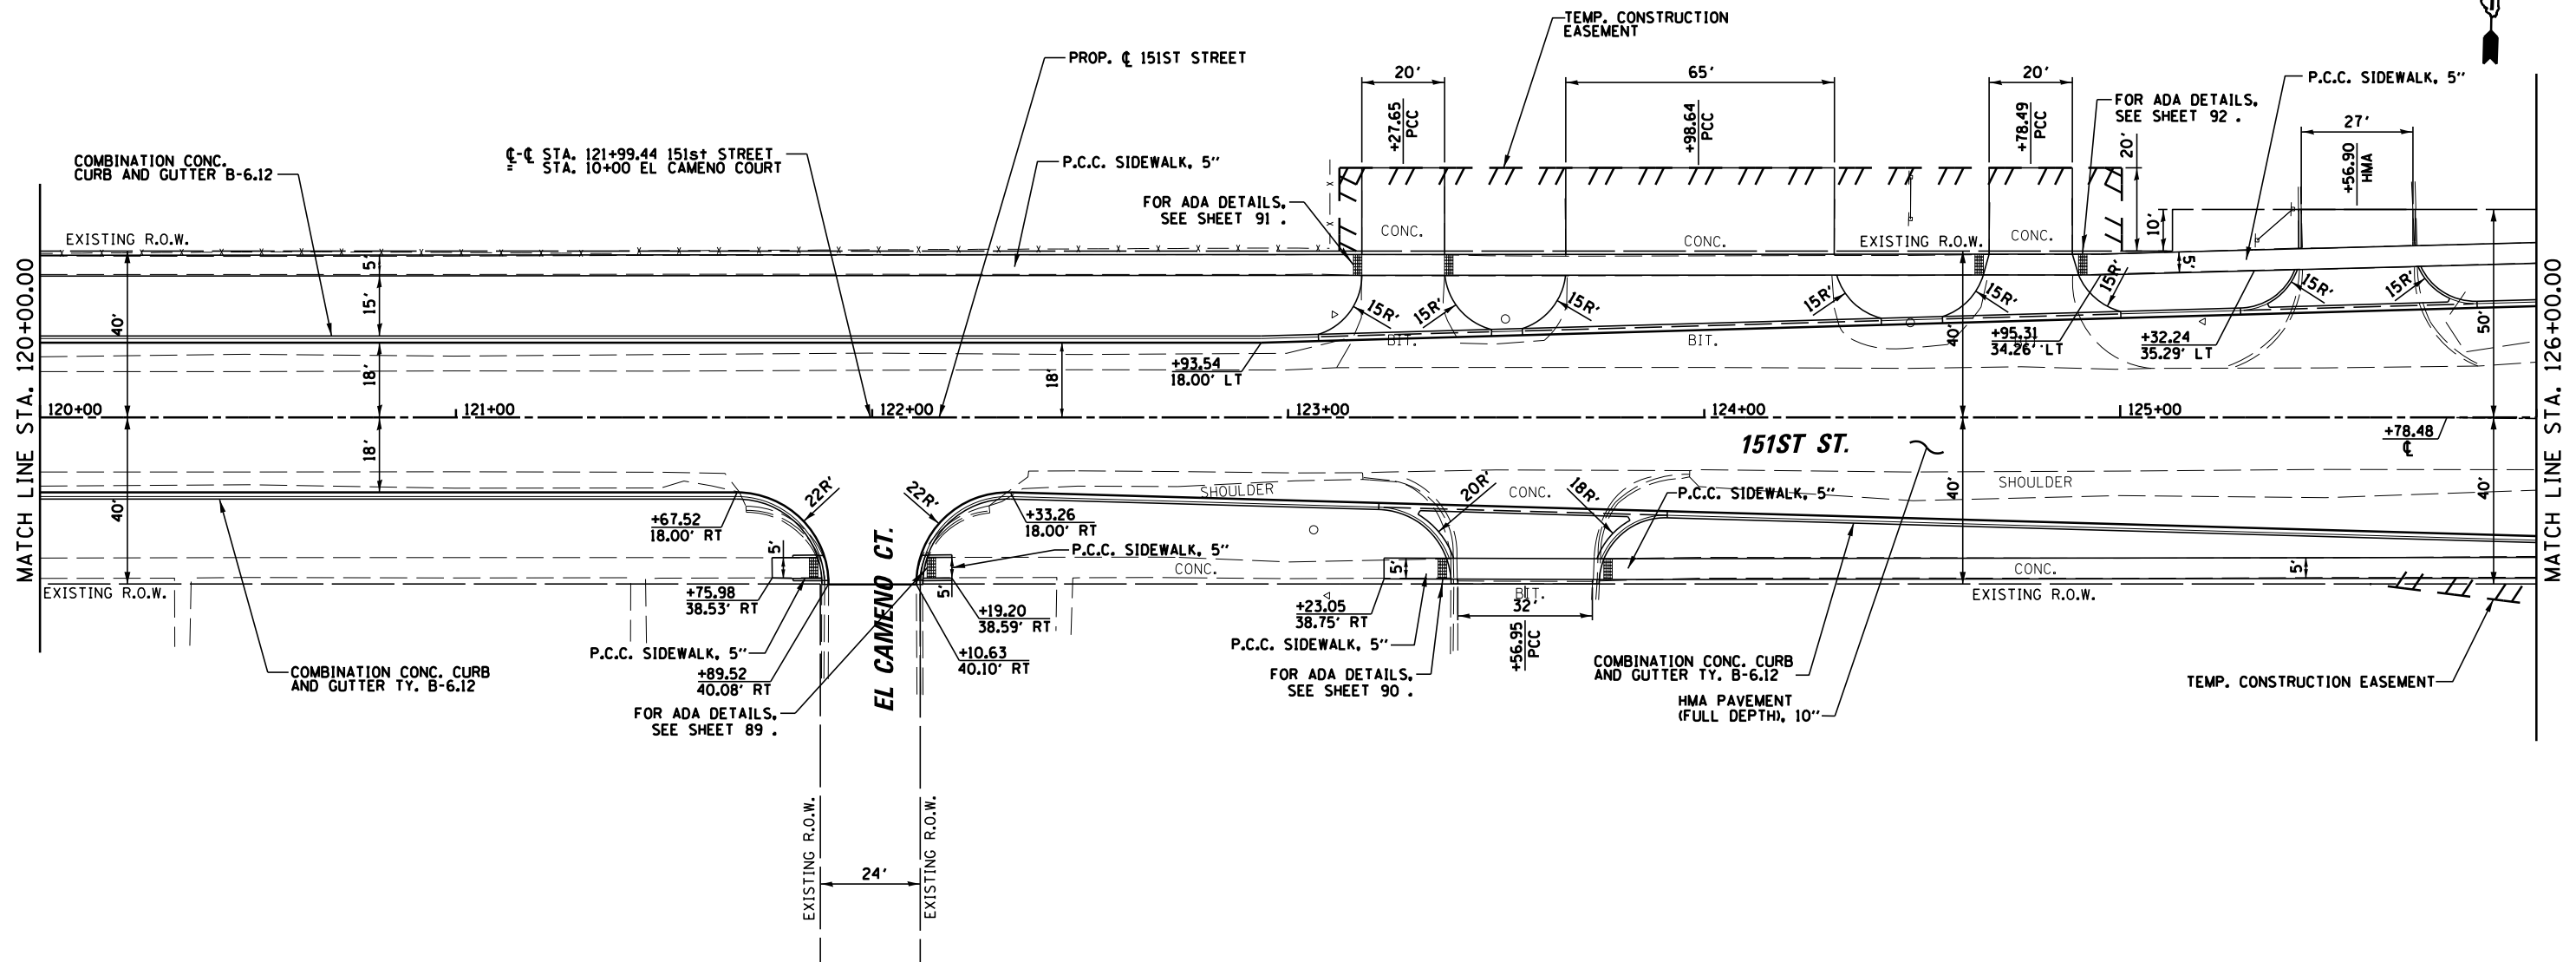 TEMP. CONSTRUCTION
EASEMENT
PROP. ℄ 151ST STREET
20'
65'
20'
P.C.C. SIDEWALK, 5"
FOR ADA DETAILS,
SEE SHEET 92 .
27'
+27.65
PCC
+98.64
PCC
+78.49
PCC
20'
+56.90
HMA
COMBINATION CONC.
CURB AND GUTTER B-6.12
℄-℄ STA. 121+99.44 151st STREET
= STA. 10+00 EL CAMENO COURT
P.C.C. SIDEWALK, 5"
FOR ADA DETAILS,
SEE SHEET 91 .
10'
EXISTING R.O.W.
CONC.
CONC.
EXISTING R.O.W.
CONC.
5'
15'
40'
18'
18'
15R'
15R'
15R'
15R'
15R'
15R'
15R'
15R'
5'
50'
BIT.
BIT.
40'
+93.54
18.00' LT
+95.31
34.26' LT
+32.24
35.29' LT
MATCH LINE STA. 120+00.00
MATCH LINE STA. 126+00.00
120+00
121+00
122+00
123+00
124+00
125+00
+78.48
℄
151ST ST.
18'
40'
22R'
22R'
SHOULDER
20R'
CONC.
18R'
P.C.C. SIDEWALK, 5"
SHOULDER
40'
40'
+67.52
18.00' RT
+33.26
18.00' RT
5'
P.C.C. SIDEWALK, 5"
CONC.
5'
CONC.
5'
EXISTING R.O.W.
+75.98
38.53' RT
5'
+19.20
38.59' RT
+23.05
38.75' RT
BIT.
32'
EXISTING R.O.W.
P.C.C. SIDEWALK, 5"
+10.63
40.10' RT
P.C.C. SIDEWALK, 5"
+56.95
PCC
COMBINATION CONC. CURB
AND GUTTER TY. B-6.12
+89.52
40.08' RT
EL CAMENO CT.
FOR ADA DETAILS,
SEE SHEET 90 .
COMBINATION CONC. CURB
AND GUTTER TY. B-6.12
TEMP. CONSTRUCTION EASEMENT
FOR ADA DETAILS,
SEE SHEET 89 .
HMA PAVEMENT
(FULL DEPTH), 10"
EXISTING R.O.W.
EXISTING R.O.W.
24'